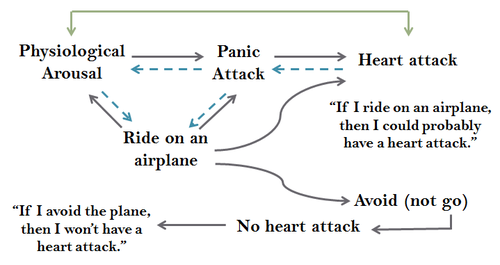 Physiological
Arousal
Panic
Attack
Heart attack
"If I ride on an airplane,
then I could probably
have a heart attack."
Ride on an
airplane
Avoid (not go)
No heart attack
"If I avoid the plane,
then I won't have a
heart attack."